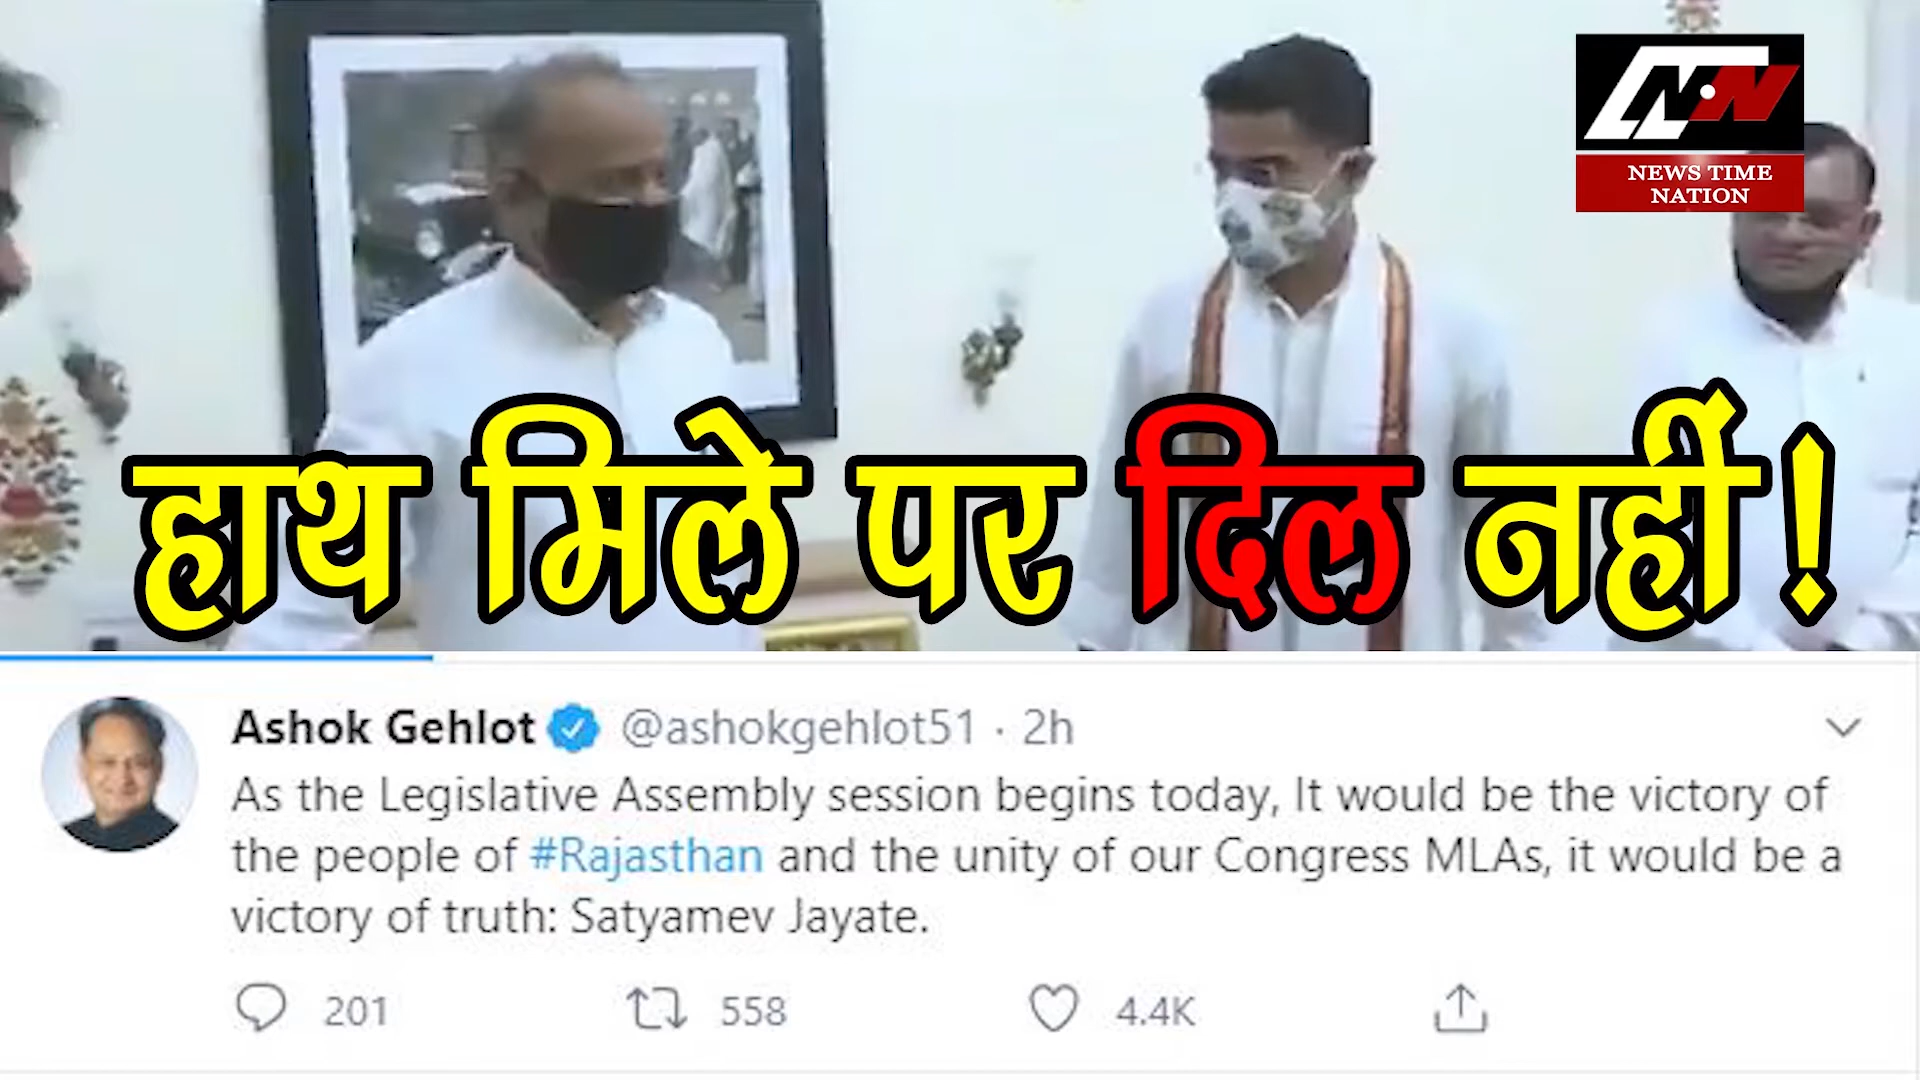 NN
NEWS TIME
NATION
हाथ मिले पर दिल नहीं!
Ashok Gehlot @ashokgehlot51 · 2h
As the Legislative Assembly session begins today, It would be the victory of
the people of #Rajasthan and the unity of our Congress MLAs, it would be a
victory of truth: Satyamev Jayate.
201 558 4.4K